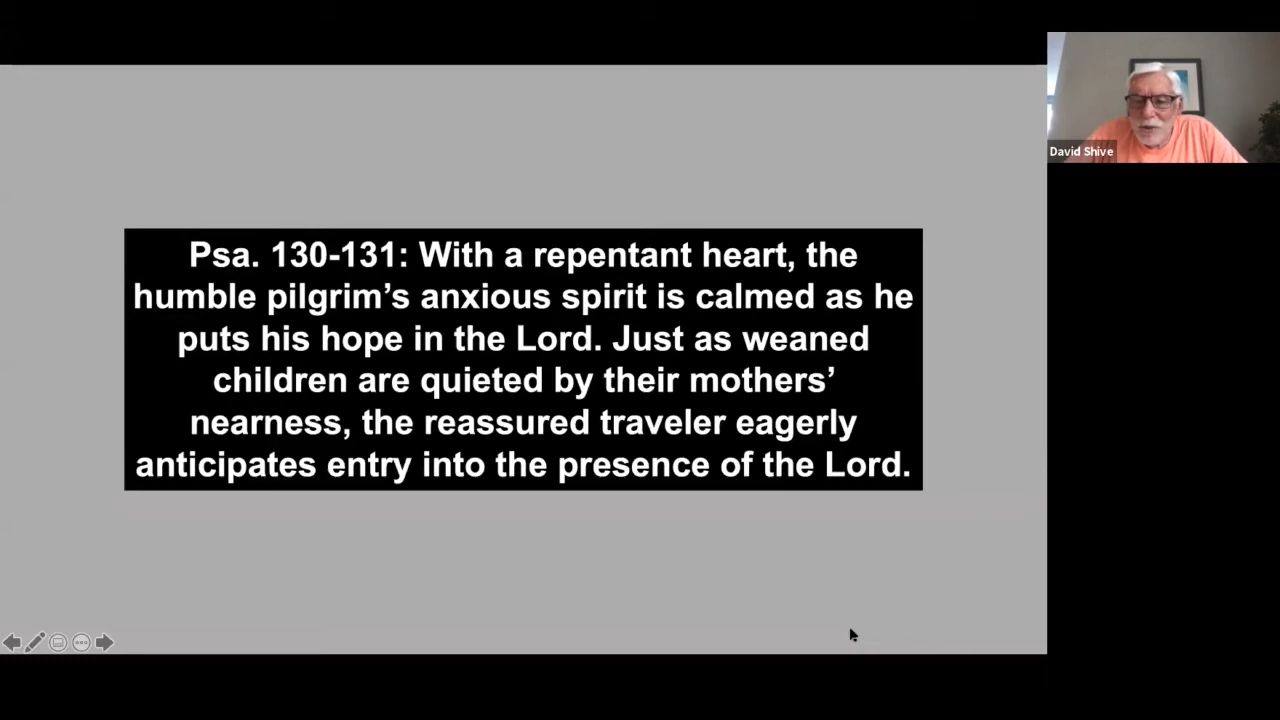 Psa. 130-131: With a repentant heart, the
humble pilgrim’s anxious spirit is calmed as he
puts his hope in the Lord. Just as weaned
children are quieted by their mothers’
nearness, the reassured traveler eagerly
anticipates entry into the presence of the Lord.
David Shive